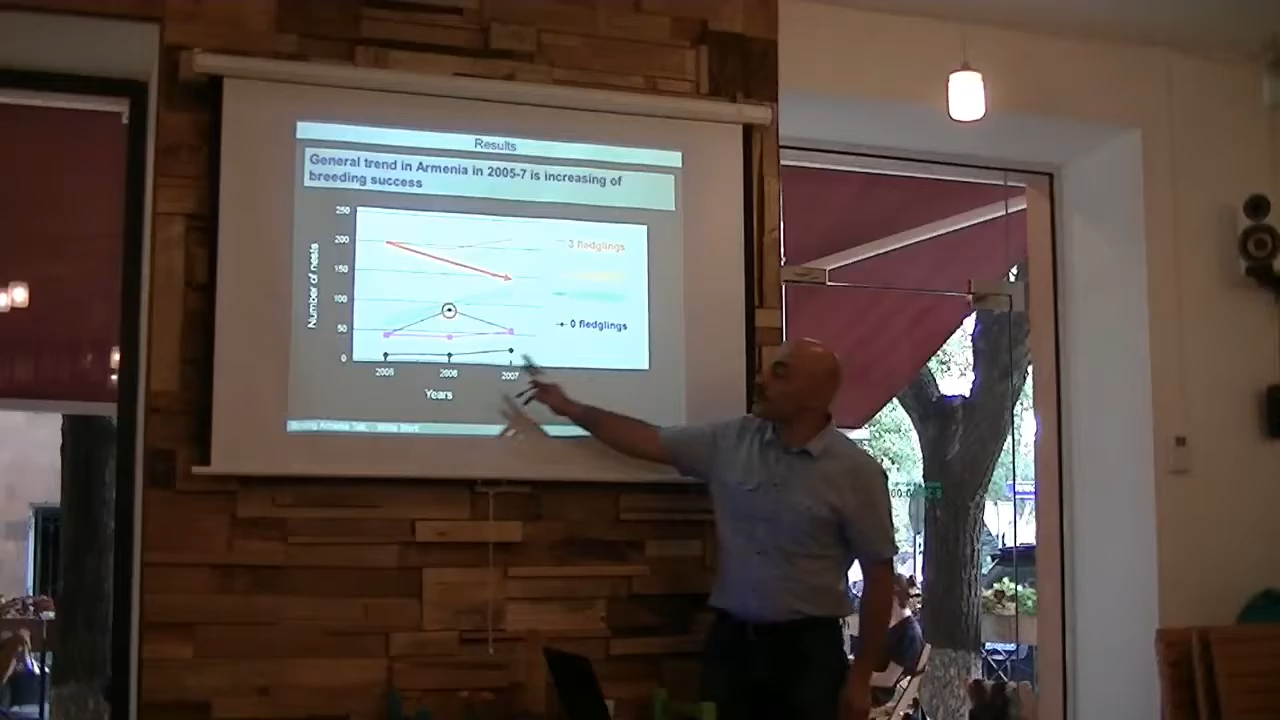 Results
General trend in Armenia in 2005-7 is increasing of
breeding success
250
200
150
100
50
0
Number of nests
3 fledglings
0 fledglings
2005
2006
2007
Years